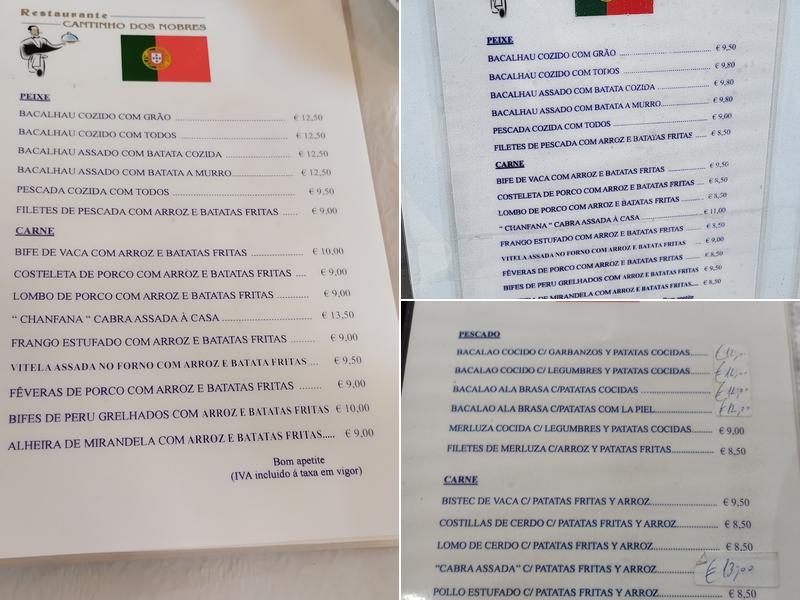 Restaurante
CANTINHO DOS NOBRES
PEIXE
BACALHAU COZIDO COM GRÃO ........ € 12,50
BACALHAU COZIDO COM TODOS ........ € 12,50
BACALHAU ASSADO COM BATATA COZIDA ........ € 12,50
BACALHAU ASSADO COM BATATA A MURRO........ € 12,50
PESCADA COZIDA COM TODOS ........ € 9,50
FILETES DE PESCADA COM ARROZ E BATATAS FRITAS ...... € 9,00
CARNE
BIFE DE VACA COM ARROZ E BATATAS FRITAS ........ € 10,00
COSTELETA DE PORCO COM ARROZ E BATATAS FRITAS .... € 9,00
LOMBO DE PORCO COM ARROZ E BATATAS FRITAS ........ € 9,00
" CHANFANA " CABRA ASSADA À CASA ........ € 13,50
FRANGO ESTUFADO COM ARROZ E BATATAS FRITAS ........ € 9,00
VITELA ASSADA NO FORNO COM ARROZ E BATATA FRITAS ... € 9,50
FÊVERAS DE PORCO COM ARROZ E BATATAS FRITAS ........ € 9,00
BIFES DE PERU GRELHADOS COM ARROZ E BATATAS FRITAS € 10,00
ALHEIRA DE MIRANDELA COM ARROZ E BATATAS FRITAS..... € 9,00
Bom apetite
(IVA incluido á taxa em vigor)
PEIXE
BACALHAU COZIDO COM GRÃO ........ € 9,50
BACALHAU COZIDO COM TODOS ........ € 9,80
BACALHAU ASSADO COM BATATA COZIDA ........ € 9,80
BACALHAU ASSADO COM BATATA A MURRO........ € 9,80
PESCADA COZIDA COM TODOS ........ € 9,00
FILETES DE PESCADA COM ARROZ E BATATAS FRITAS ...... € 8,50
CARNE
BIFE DE VACA COM ARROZ E BATATAS FRITAS ........ € 9,50
COSTELETA DE PORCO COM ARROZ E BATATAS FRITAS .... € 8,50
LOMBO DE PORCO COM ARROZ E BATATAS FRITAS ........ € 8,50
" CHANFANA " CABRA ASSADA À CASA ........ € 11,00
FRANGO ESTUFADO COM ARROZ E BATATAS FRITAS ........ € 8,50
VITELA ASSADA NO FORNO COM ARROZ E BATATA FRITAS ... € 9,00
FÊVERAS DE PORCO COM ARROZ E BATATAS FRITAS ........ € 8,50
BIFES DE PERU GRELHADOS COM ARROZ E BATATAS FRITAS € 9,50
DE MIRANDELA COM ARROZ E BATATAS FRITAS..... € 8,50
Bom apetite
PESCADO
BACALAO COCIDO C/ GARBANZOS Y PATATAS COCIDAS...... € 12,00
BACALAO COCIDO C/ LEGUMBRES Y PATATAS COCIDAS...... € 12,00
BACALAO ALA BRASA C/PATATAS COCIDAS ........ € 12,00
BACALAO ALA BRASA C/PATATAS COM LA PIEL........ € 12,00
MERLUZA COCIDA C/ LEGUMBRES Y PATATAS COCIDAS...... € 9,00
FILETES DE MERLUZA C/ARROZ Y PATATAS FRITAS........ € 8,50
CARNE
BISTEC DE VACA C/ PATATAS FRITAS Y ARROZ........ € 9,50
COSTILLAS DE CERDO C/ PATATAS FRITAS Y ARROZ........ € 8,50
LOMO DE CERDO C/ PATATAS FRITAS Y ARROZ........ € 8,50
"CABRA ASSADA" C/ PATATAS FRITAS Y ARROZ........ € 13,00
POLLO ESTUFADO C/ PATATAS FRITAS Y ARROZ........ € 8,50